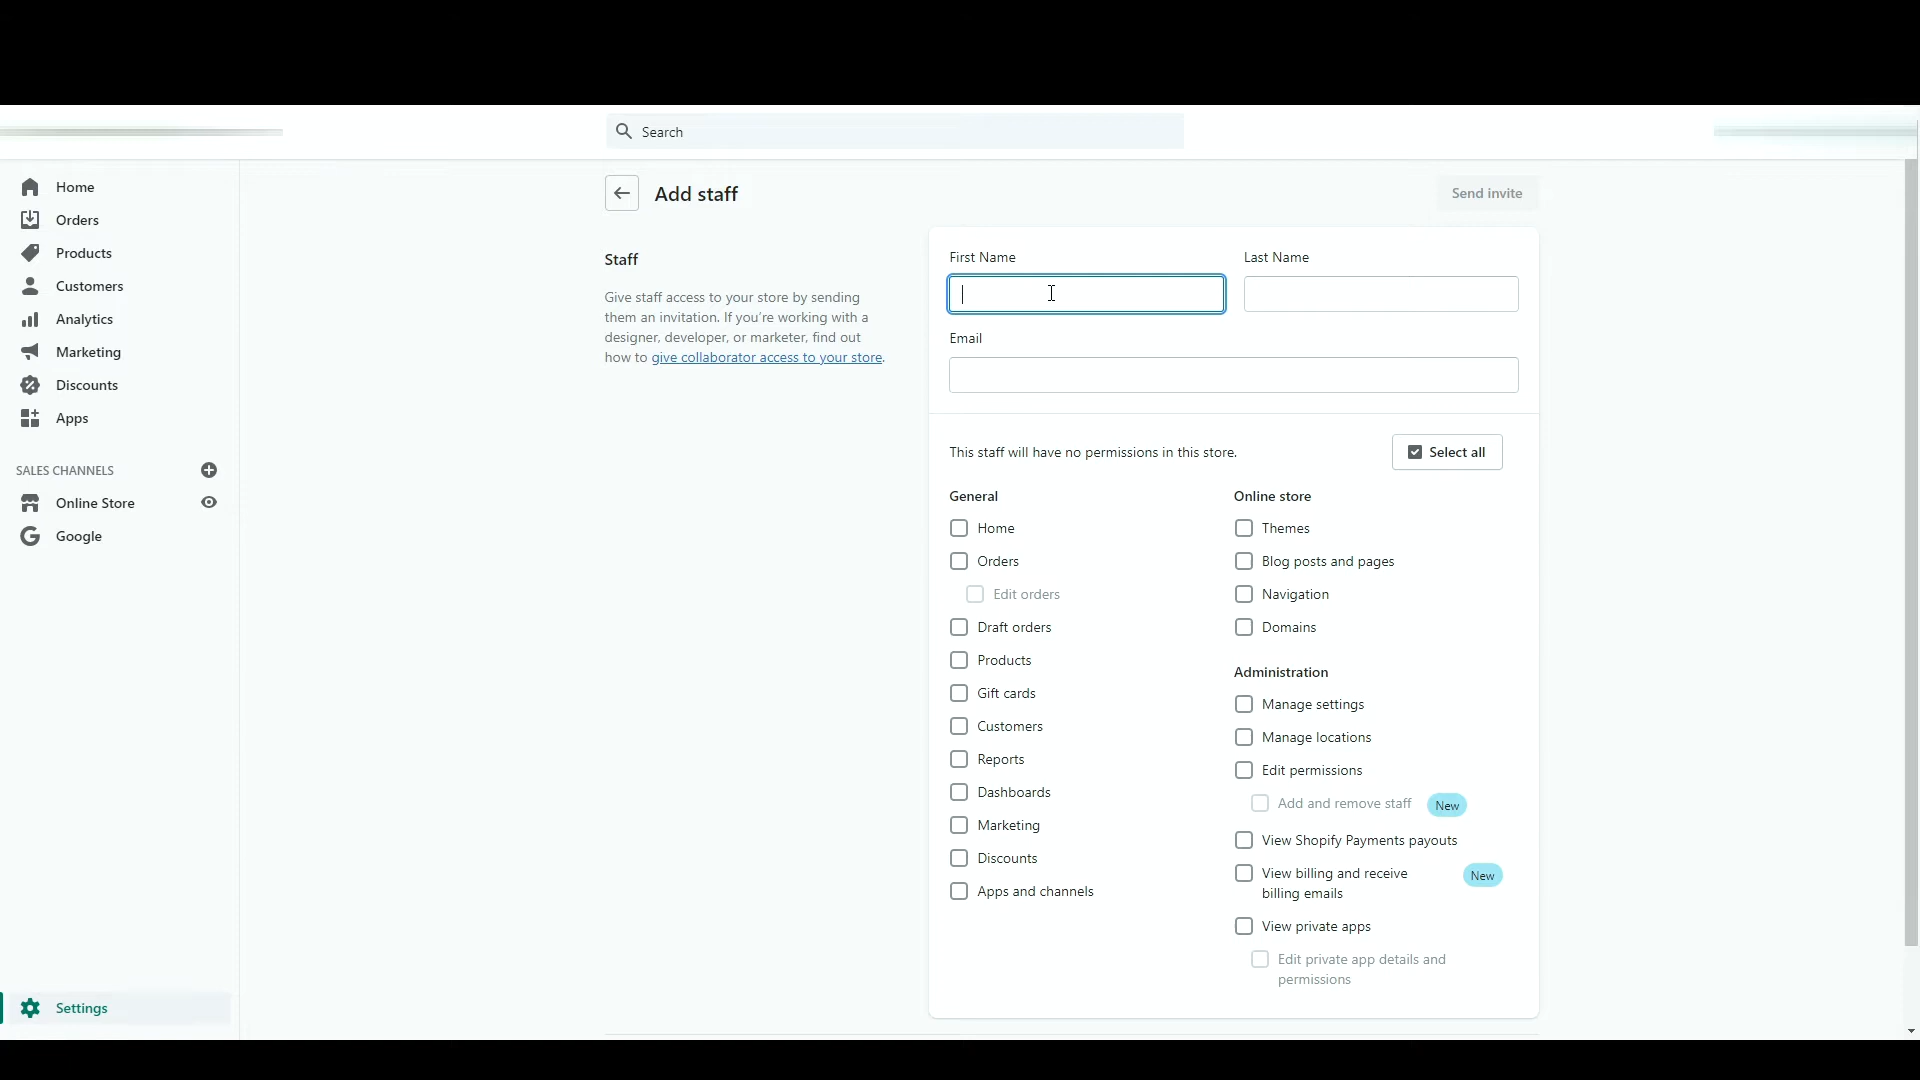 Search
Home
Orders
Products
Customers
Analytics
Marketing
Discounts
Apps
SALES CHANNELS
Online Store
Google
Settings
Add staff
Send invite
Staff
Give staff access to your store by sending
them an invitation. If you're working with a
designer, developer, or marketer, find out
how to give collaborator access to your store.
First Name
Last Name
Email
This staff will have no permissions in this store.
Select all
General
Home
Orders
Edit orders
Draft orders
Products
Gift cards
Customers
Reports
Dashboards
Marketing
Discounts
Apps and channels
Online store
Themes
Blog posts and pages
Navigation
Domains
Administration
Manage settings
Manage locations
Edit permissions
Add and remove staff New
View Shopify Payments payouts
View billing and receive New
billing emails
View private apps
Edit private app details and
permissions